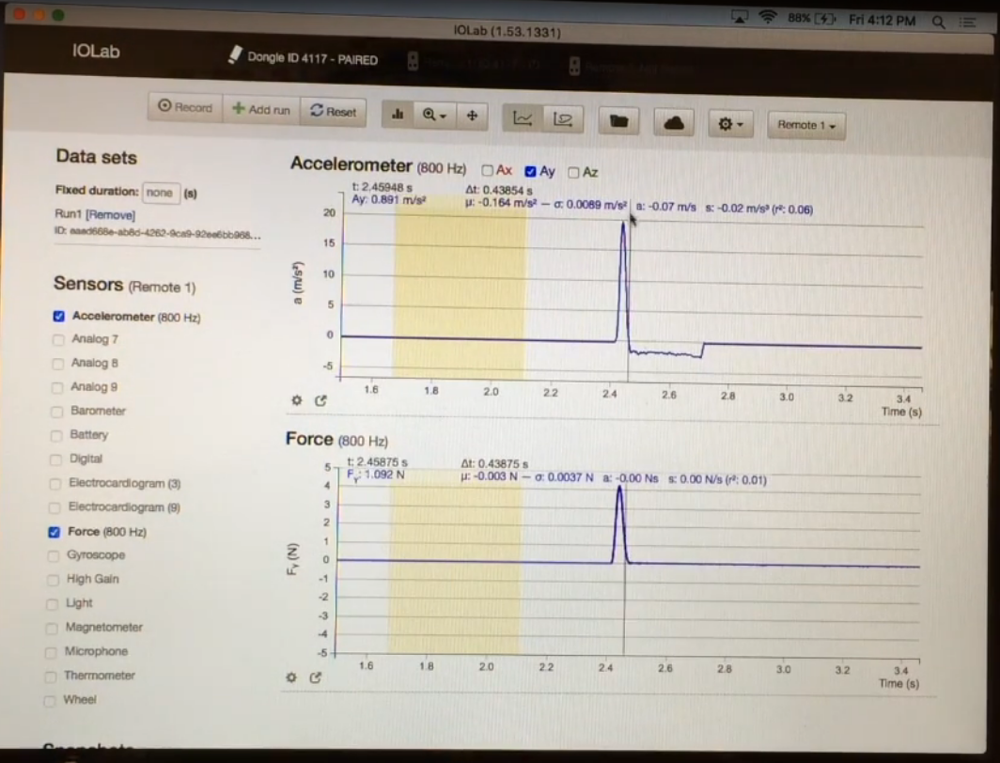 88% Fri 4:12 PM
IOLab (1.53.1331)
IOLab
Dongle ID 4117 - PAIRED
Record
Add run
Reset
Remote 1
Data sets
Fixed duration: none (s)
Run1 [Remove]
Sensors (Remote 1)
Accelerometer (800 Hz)
Analog 7
Analog 8
Analog 9
Barometer
Battery
Digital
Electrocardiogram (3)
Electrocardiogram (9)
Force (800 Hz)
Gyroscope
High Gain
Light
Magnetometer
Microphone
Thermometer
Wheel
Accelerometer (800 Hz) Ax Ay Az
t: 2.45948 s Δt: 0.43854 s
Ay: 0.891 m/s² μ: -0.164 m/s² — σ: 0.0089 m/s² a: -0.07 m/s s: -0.02 m/s³ (r²: 0.06)
a (m/s²)
20
15
10
5
0
-5
1.6 1.8 2.0 2.2 2.4 2.6 2.8 3.0 3.2 3.4
Time (s)
Force (800 Hz)
t: 2.45875 s Δt: 0.43875 s
Fy: 1.092 N μ: -0.003 N — σ: 0.0037 N a: -0.00 Ns s: 0.00 N/s (r²: 0.01)
Fy (N)
5
4
3
2
1
0
-1
-2
-3
-4
-5
1.6 1.8 2.0 2.2 2.4 2.6 2.8 3.0 3.2 3.4
Time (s)